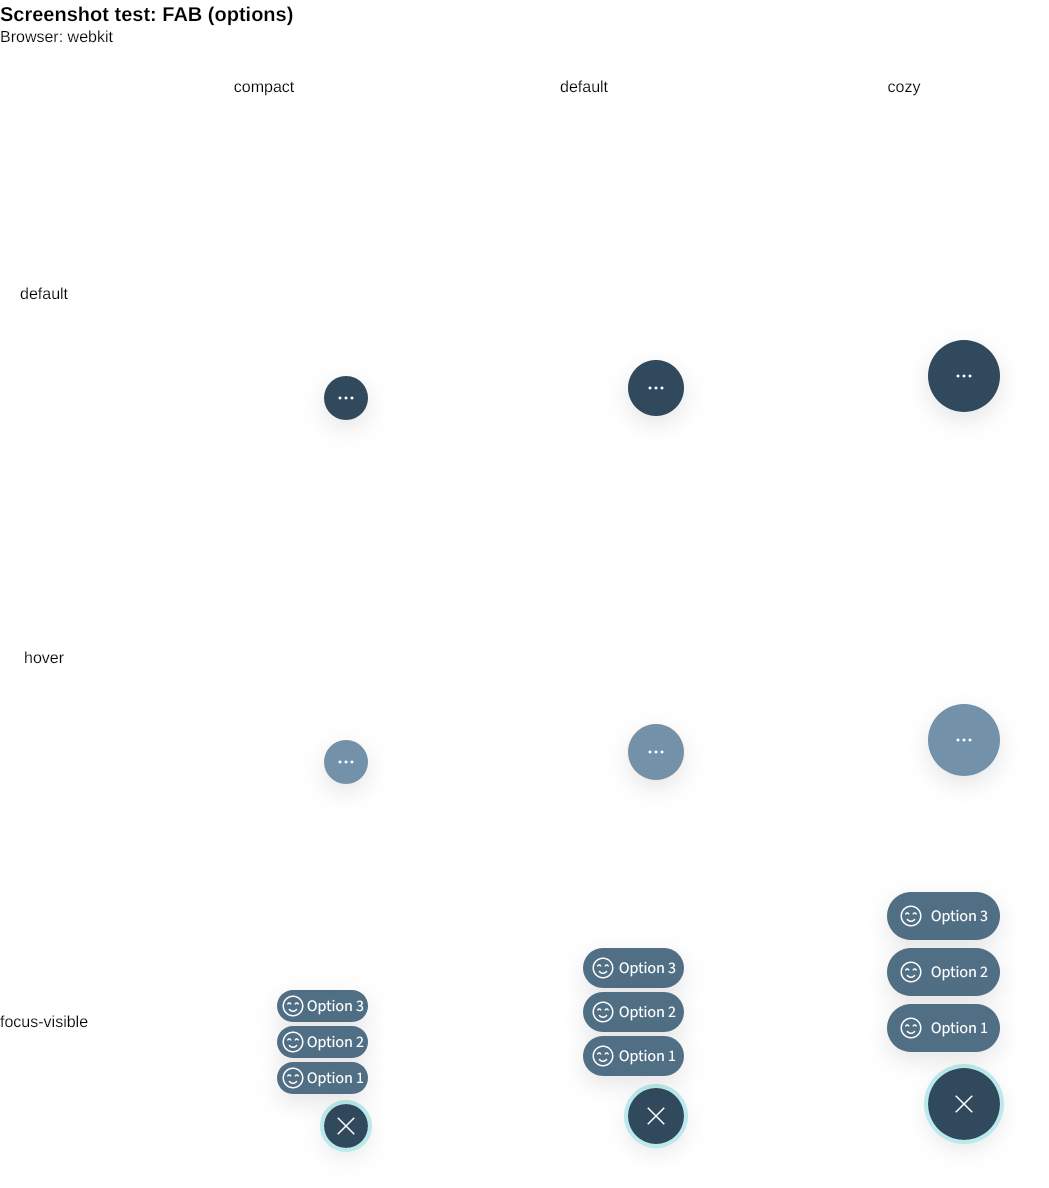 Screenshot test: FAB (options)
Browser: webkit
compact default cozy
default
hover
Option 3
Option 3
Option 2
focus-visible
Option 3
Option 2
Option 1
Option 2
Option 1
Option 1